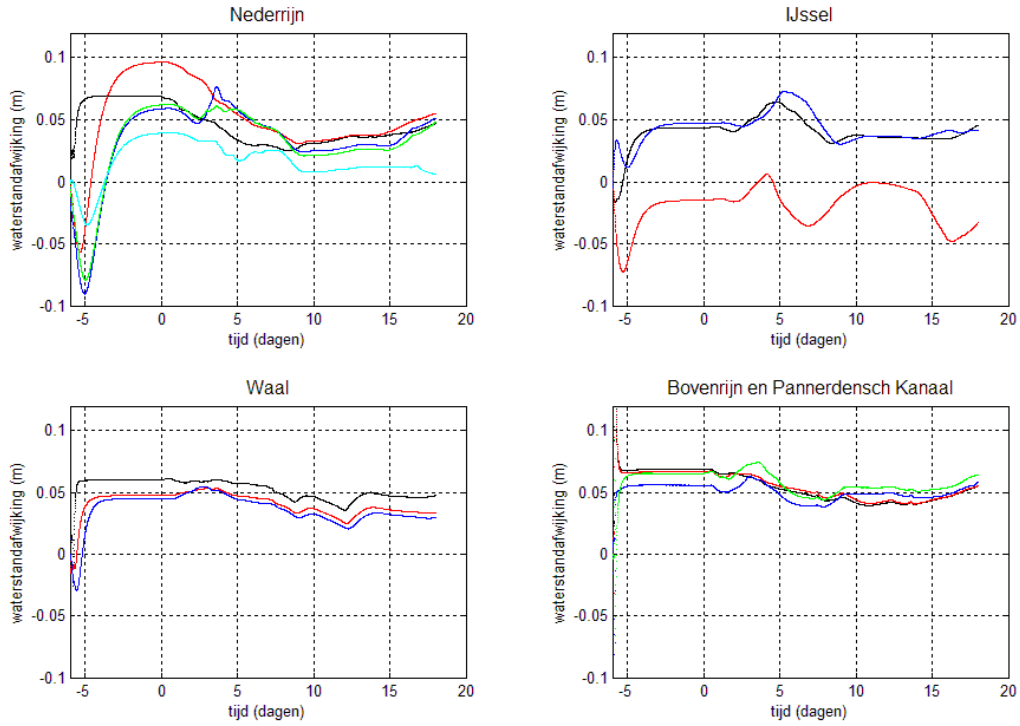 Nederrijn
0.1
0.05
0
-0.05
-0.1
waterstandafwijking (m)
-5 0 5 10 15 20
tijd (dagen)
IJssel
0.1
0.05
0
-0.05
-0.1
waterstandafwijking (m)
-5 0 5 10 15 20
tijd (dagen)
Waal
0.1
0.05
0
-0.05
-0.1
waterstandafwijking (m)
-5 0 5 10 15 20
tijd (dagen)
Bovenrijn en Pannerdensch Kanaal
0.1
0.05
0
-0.05
-0.1
waterstandafwijking (m)
-5 0 5 10 15 20
tijd (dagen)